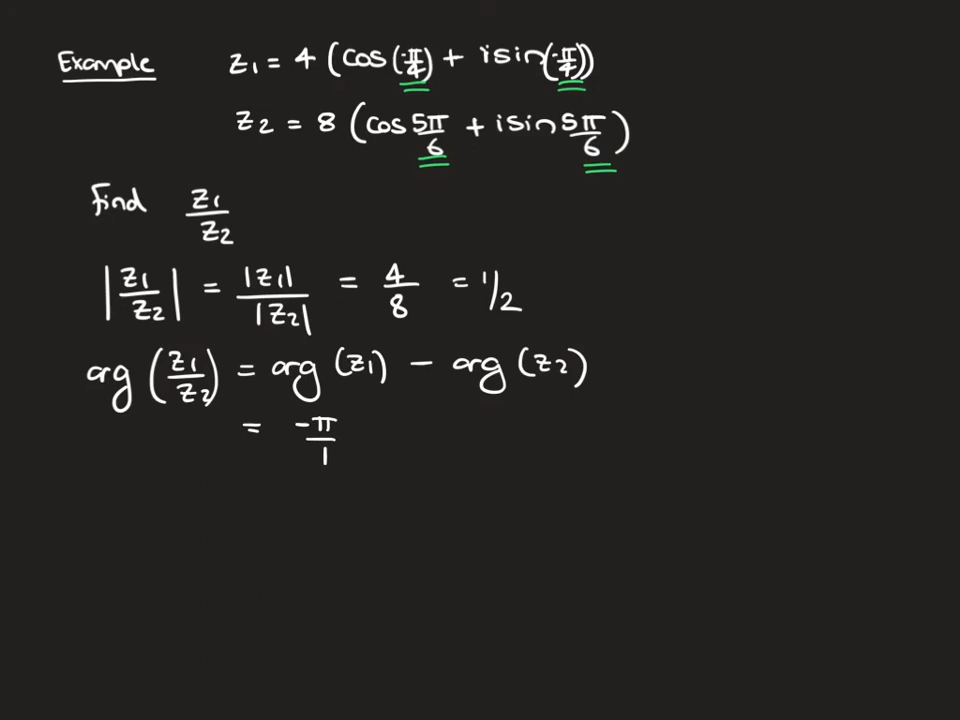 Example z₁ = 4 (cos(-π/4) + i sin(-π/4))
z₂ = 8 (cos 5π/6 + i sin 5π/6)
Find z₁/z₂
|z₁/z₂| = |z₁|/|z₂| = 4/8 = 1/2
arg (z₁/z₂) = arg (z₁) − arg (z₂)
= -π/1